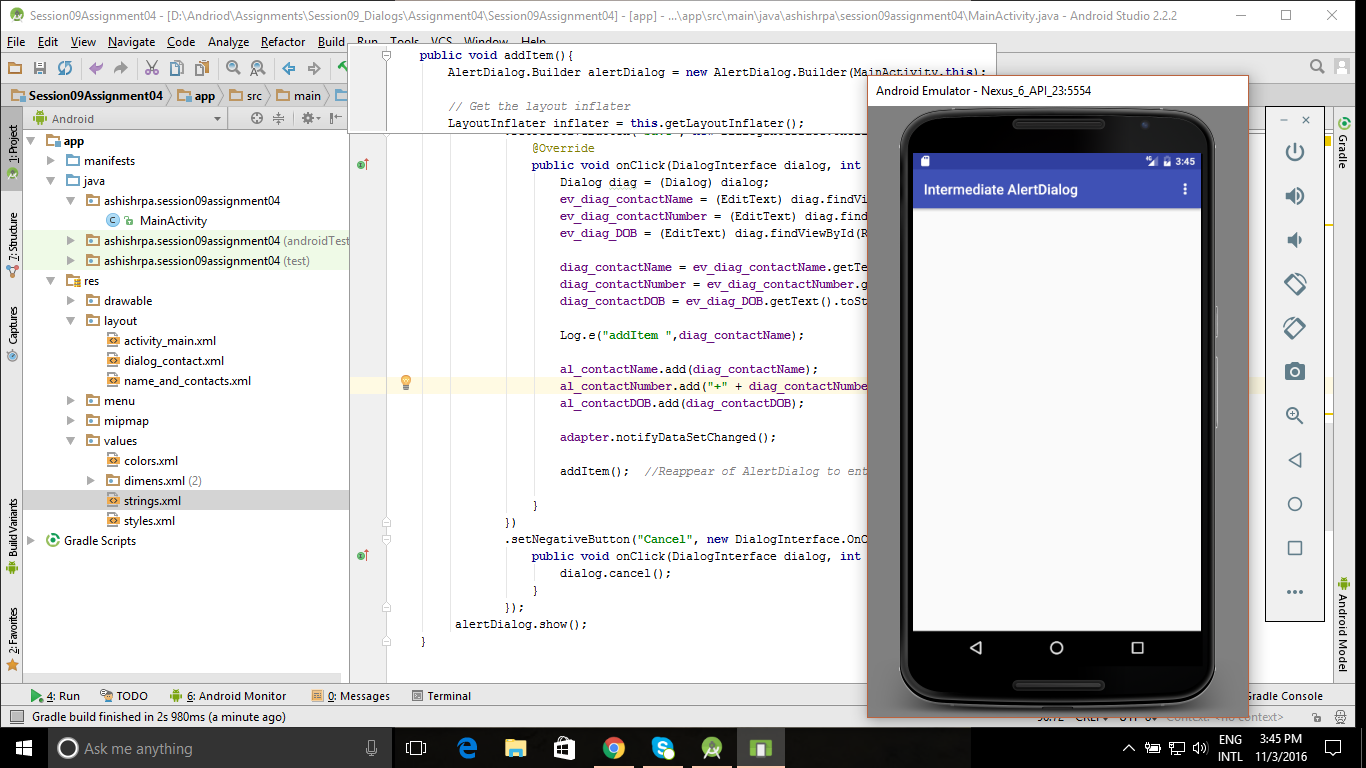 Session09Assignment04 - [D:\Andriod\Assignments\Session_09_Dialogs\Assignment04\Session09Assignment04] - [app] - ...\app\src\main\java\ashishrpa\session09assignment04\MainActivity.java - Android Studio 2.2.2
File Edit View Navigate Code Analyze Refactor Build Run Tools VCS Window Help
Session09Assignment04 app src main
Android
1: Project
7: Structure
Captures
Build Variants
2: Favorites
app
manifests
java
ashishrpa.session09assignment04
MainActivity
ashishrpa.session09assignment04 (androidTest
ashishrpa.session09assignment04 (test)
res
drawable
layout
activity_main.xml
dialog_contact.xml
name_and_contacts.xml
menu
mipmap
values
colors.xml
dimens.xml (2)
strings.xml
styles.xml
Gradle Scripts
public void addItem(){
AlertDialog.Builder alertDialog = new AlertDialog.Builder(MainActivity.this);
// Get the layout inflater
LayoutInflater inflater = this.getLayoutInflater();
@Override
public void onClick(DialogInterface dialog, int
Dialog diag = (Dialog) dialog;
ev_diag_contactName = (EditText) diag.findVi
ev_diag_contactNumber = (EditText) diag.find
ev_diag_DOB = (EditText) diag.findViewById(R
diag_contactName = ev_diag_contactName.getTe
diag_contactNumber = ev_diag_contactNumber.g
diag_contactDOB = ev_diag_DOB.getText().toSt
Log.e("addItem ",diag_contactName);
al_contactName.add(diag_contactName);
al_contactNumber.add("+" + diag_contactNumbe
al_contactDOB.add(diag_contactDOB);
adapter.notifyDataSetChanged();
addItem(); //Reappear of AlertDialog to ent
}
})
.setNegativeButton("Cancel", new DialogInterface.OnC
public void onClick(DialogInterface dialog, int
dialog.cancel();
}
});
alertDialog.show();
}
Android Emulator - Nexus_6_API_23:5554
4G 3:45
Intermediate AlertDialog
Gradle
Android Model
4: Run TODO 6: Android Monitor 0: Messages Terminal Gradle Console
Gradle build finished in 2s 980ms (a minute ago) Context: <no context>
Ask me anything
ENG
INTL
3:45 PM
11/3/2016